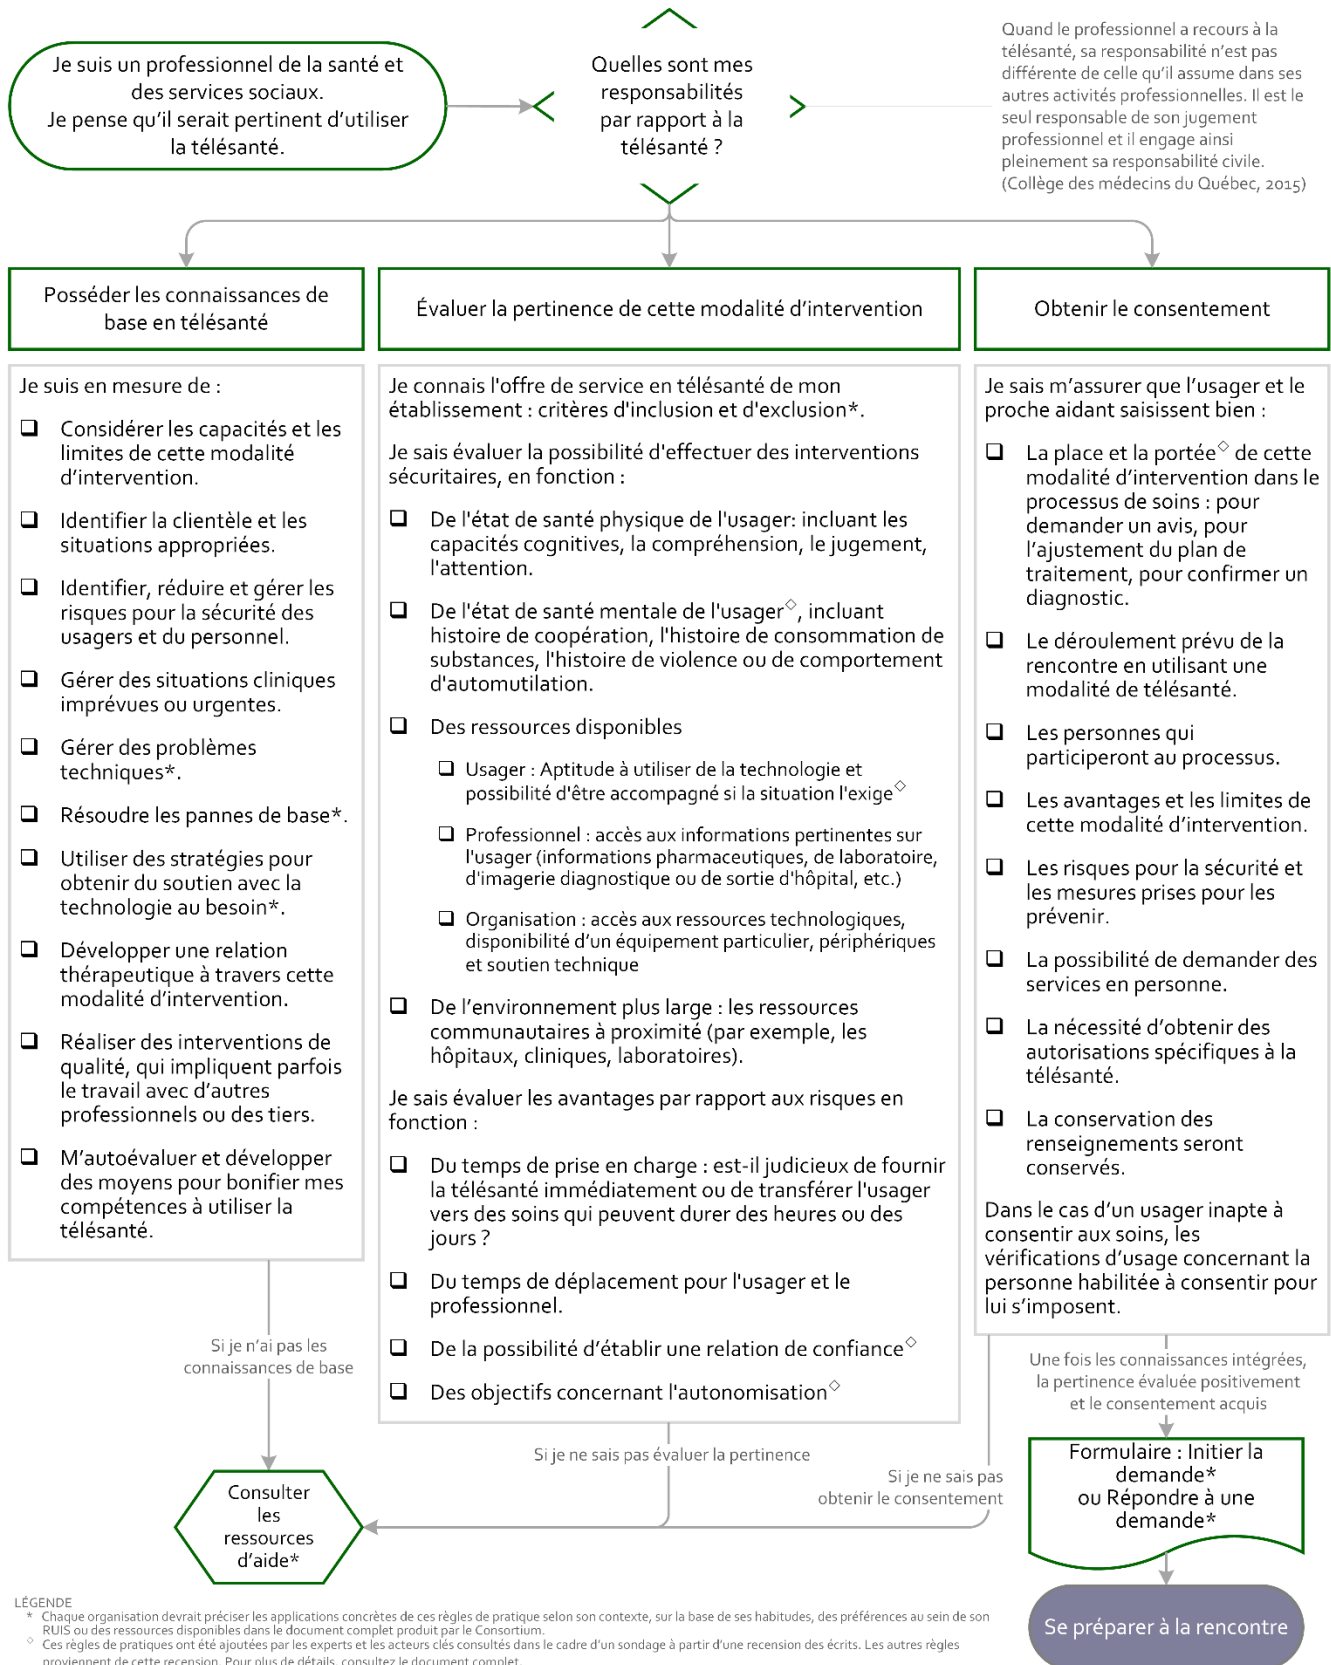 Je suis un professionnel de la santé et
des services sociaux.
Je pense qu’il serait pertinent d’utiliser
la télésanté.
Quelles sont mes
responsabilités
par rapport à la
télésanté ?
Quand le professionnel a recours à la
télésanté, sa responsabilité n’est pas
différente de celle qu’il assume dans ses
autres activités professionnelles. Il est le
seul responsable de son jugement
professionnel et il engage ainsi
pleinement sa responsabilité civile.
(Collège des médecins du Québec, 2015)
Posséder les connaissances de
base en télésanté
Je suis en mesure de :
❑ Considérer les capacités et les
limites de cette modalité
d’intervention.
❑ Identifier la clientèle et les
situations appropriées.
❑ Identifier, réduire et gérer les
risques pour la sécurité des
usagers et du personnel.
❑ Gérer des situations cliniques
imprévues ou urgentes.
❑ Gérer des problèmes
techniques*.
❑ Résoudre les pannes de base*.
❑ Utiliser des stratégies pour
obtenir du soutien avec la
technologie au besoin*.
❑ Développer une relation
thérapeutique à travers cette
modalité d’intervention.
❑ Réaliser des interventions de
qualité, qui impliquent parfois
le travail avec d’autres
professionnels ou des tiers.
❑ M’autoévaluer et développer
des moyens pour bonifier mes
compétences à utiliser la
télésanté.
Évaluer la pertinence de cette modalité d’intervention
Je connais l'offre de service en télésanté de mon
établissement : critères d'inclusion et d'exclusion*.
Je sais évaluer la possibilité d'effectuer des interventions
sécuritaires, en fonction :
❑ De l'état de santé physique de l'usager: incluant les
capacités cognitives, la compréhension, le jugement,
l'attention.
❑ De l'état de santé mentale de l'usager◇, incluant
histoire de coopération, l'histoire de consommation de
substances, l'histoire de violence ou de comportement
d'automutilation.
❑ Des ressources disponibles
❑ Usager : Aptitude à utiliser de la technologie et
possibilité d'être accompagné si la situation l'exige◇
❑ Professionnel : accès aux informations pertinentes sur
l'usager (informations pharmaceutiques, de laboratoire,
d'imagerie diagnostique ou de sortie d'hôpital, etc.)
❑ Organisation : accès aux ressources technologiques,
disponibilité d’un équipement particulier, périphériques
et soutien technique
❑ De l’environnement plus large : les ressources
communautaires à proximité (par exemple, les
hôpitaux, cliniques, laboratoires).
Je sais évaluer les avantages par rapport aux risques en
fonction :
❑ Du temps de prise en charge : est-il judicieux de fournir
la télésanté immédiatement ou de transférer l'usager
vers des soins qui peuvent durer des heures ou des
jours ?
❑ Du temps de déplacement pour l'usager et le
professionnel.
❑ De la possibilité d’établir une relation de confiance◇
❑ Des objectifs concernant l'autonomisation◇
Obtenir le consentement
Je sais m’assurer que l’usager et le
proche aidant saisissent bien :
❑ La place et la portée◇ de cette
modalité d’intervention dans le
processus de soins : pour
demander un avis, pour
l’ajustement du plan de
traitement, pour confirmer un
diagnostic.
❑ Le déroulement prévu de la
rencontre en utilisant une
modalité de télésanté.
❑ Les personnes qui
participeront au processus.
❑ Les avantages et les limites de
cette modalité d’intervention.
❑ Les risques pour la sécurité et
les mesures prises pour les
prévenir.
❑ La possibilité de demander des
services en personne.
❑ La nécessité d’obtenir des
autorisations spécifiques à la
télésanté.
❑ La conservation des
renseignements seront
conservés.
Dans le cas d’un usager inapte à
consentir aux soins, les
vérifications d’usage concernant la
personne habilitée à consentir pour
lui s’imposent.
Si je n’ai pas les
connaissances de base
Si je ne sais pas évaluer la pertinence
Si je ne sais pas
obtenir le consentement
Une fois les connaissances intégrées,
la pertinence évaluée positivement
et le consentement acquis
Consulter
les
ressources
d’aide*
Formulaire : Initier la
demande*
ou Répondre à une
demande*
Se préparer à la rencontre
LÉGENDE
* Chaque organisation devrait préciser les applications concrètes de ces règles de pratique selon son contexte, sur la base de ses habitudes, des préférences au sein de son
RUIS ou des ressources disponibles dans le document complet produit par le Consortium.
◇ Ces règles de pratiques ont été ajoutées par les experts et les acteurs clés consultés dans le cadre d’un sondage à partir d’une recension des écrits. Les autres règles
proviennent de cette recension. Pour plus de détails, consultez le document complet.